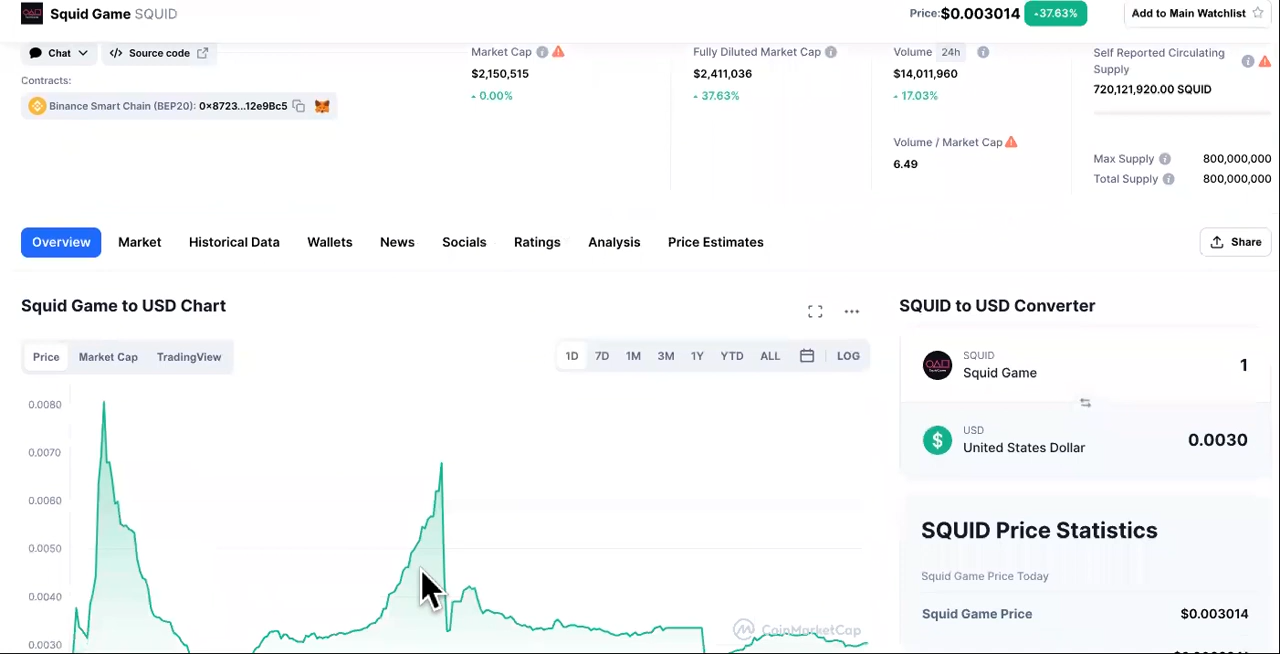 Squid Game SQUID
Price: $0.003014 37.63%
Add to Main Watchlist
Chat
Source code
Contracts:
Binance Smart Chain (BEP20): 0x8723...12e9Bc5
Market Cap
$2,150,515
0.00%
Fully Diluted Market Cap
$2,411,036
37.63%
Volume 24h
$14,011,960
17.03%
Volume / Market Cap
6.49
Self Reported Circulating
Supply
720,121,920.00 SQUID
Max Supply 800,000,000
Total Supply 800,000,000
Overview Market Historical Data Wallets News Socials Ratings Analysis Price Estimates
Share
Squid Game to USD Chart
Price Market Cap TradingView
1D 7D 1M 3M 1Y YTD ALL LOG
0.0080
0.0070
0.0060
0.0050
0.0040
0.0030
CoinMarketCap
SQUID to USD Converter
SQUID
Squid Game 1
USD
United States Dollar 0.0030
SQUID Price Statistics
Squid Game Price Today
Squid Game Price $0.003014